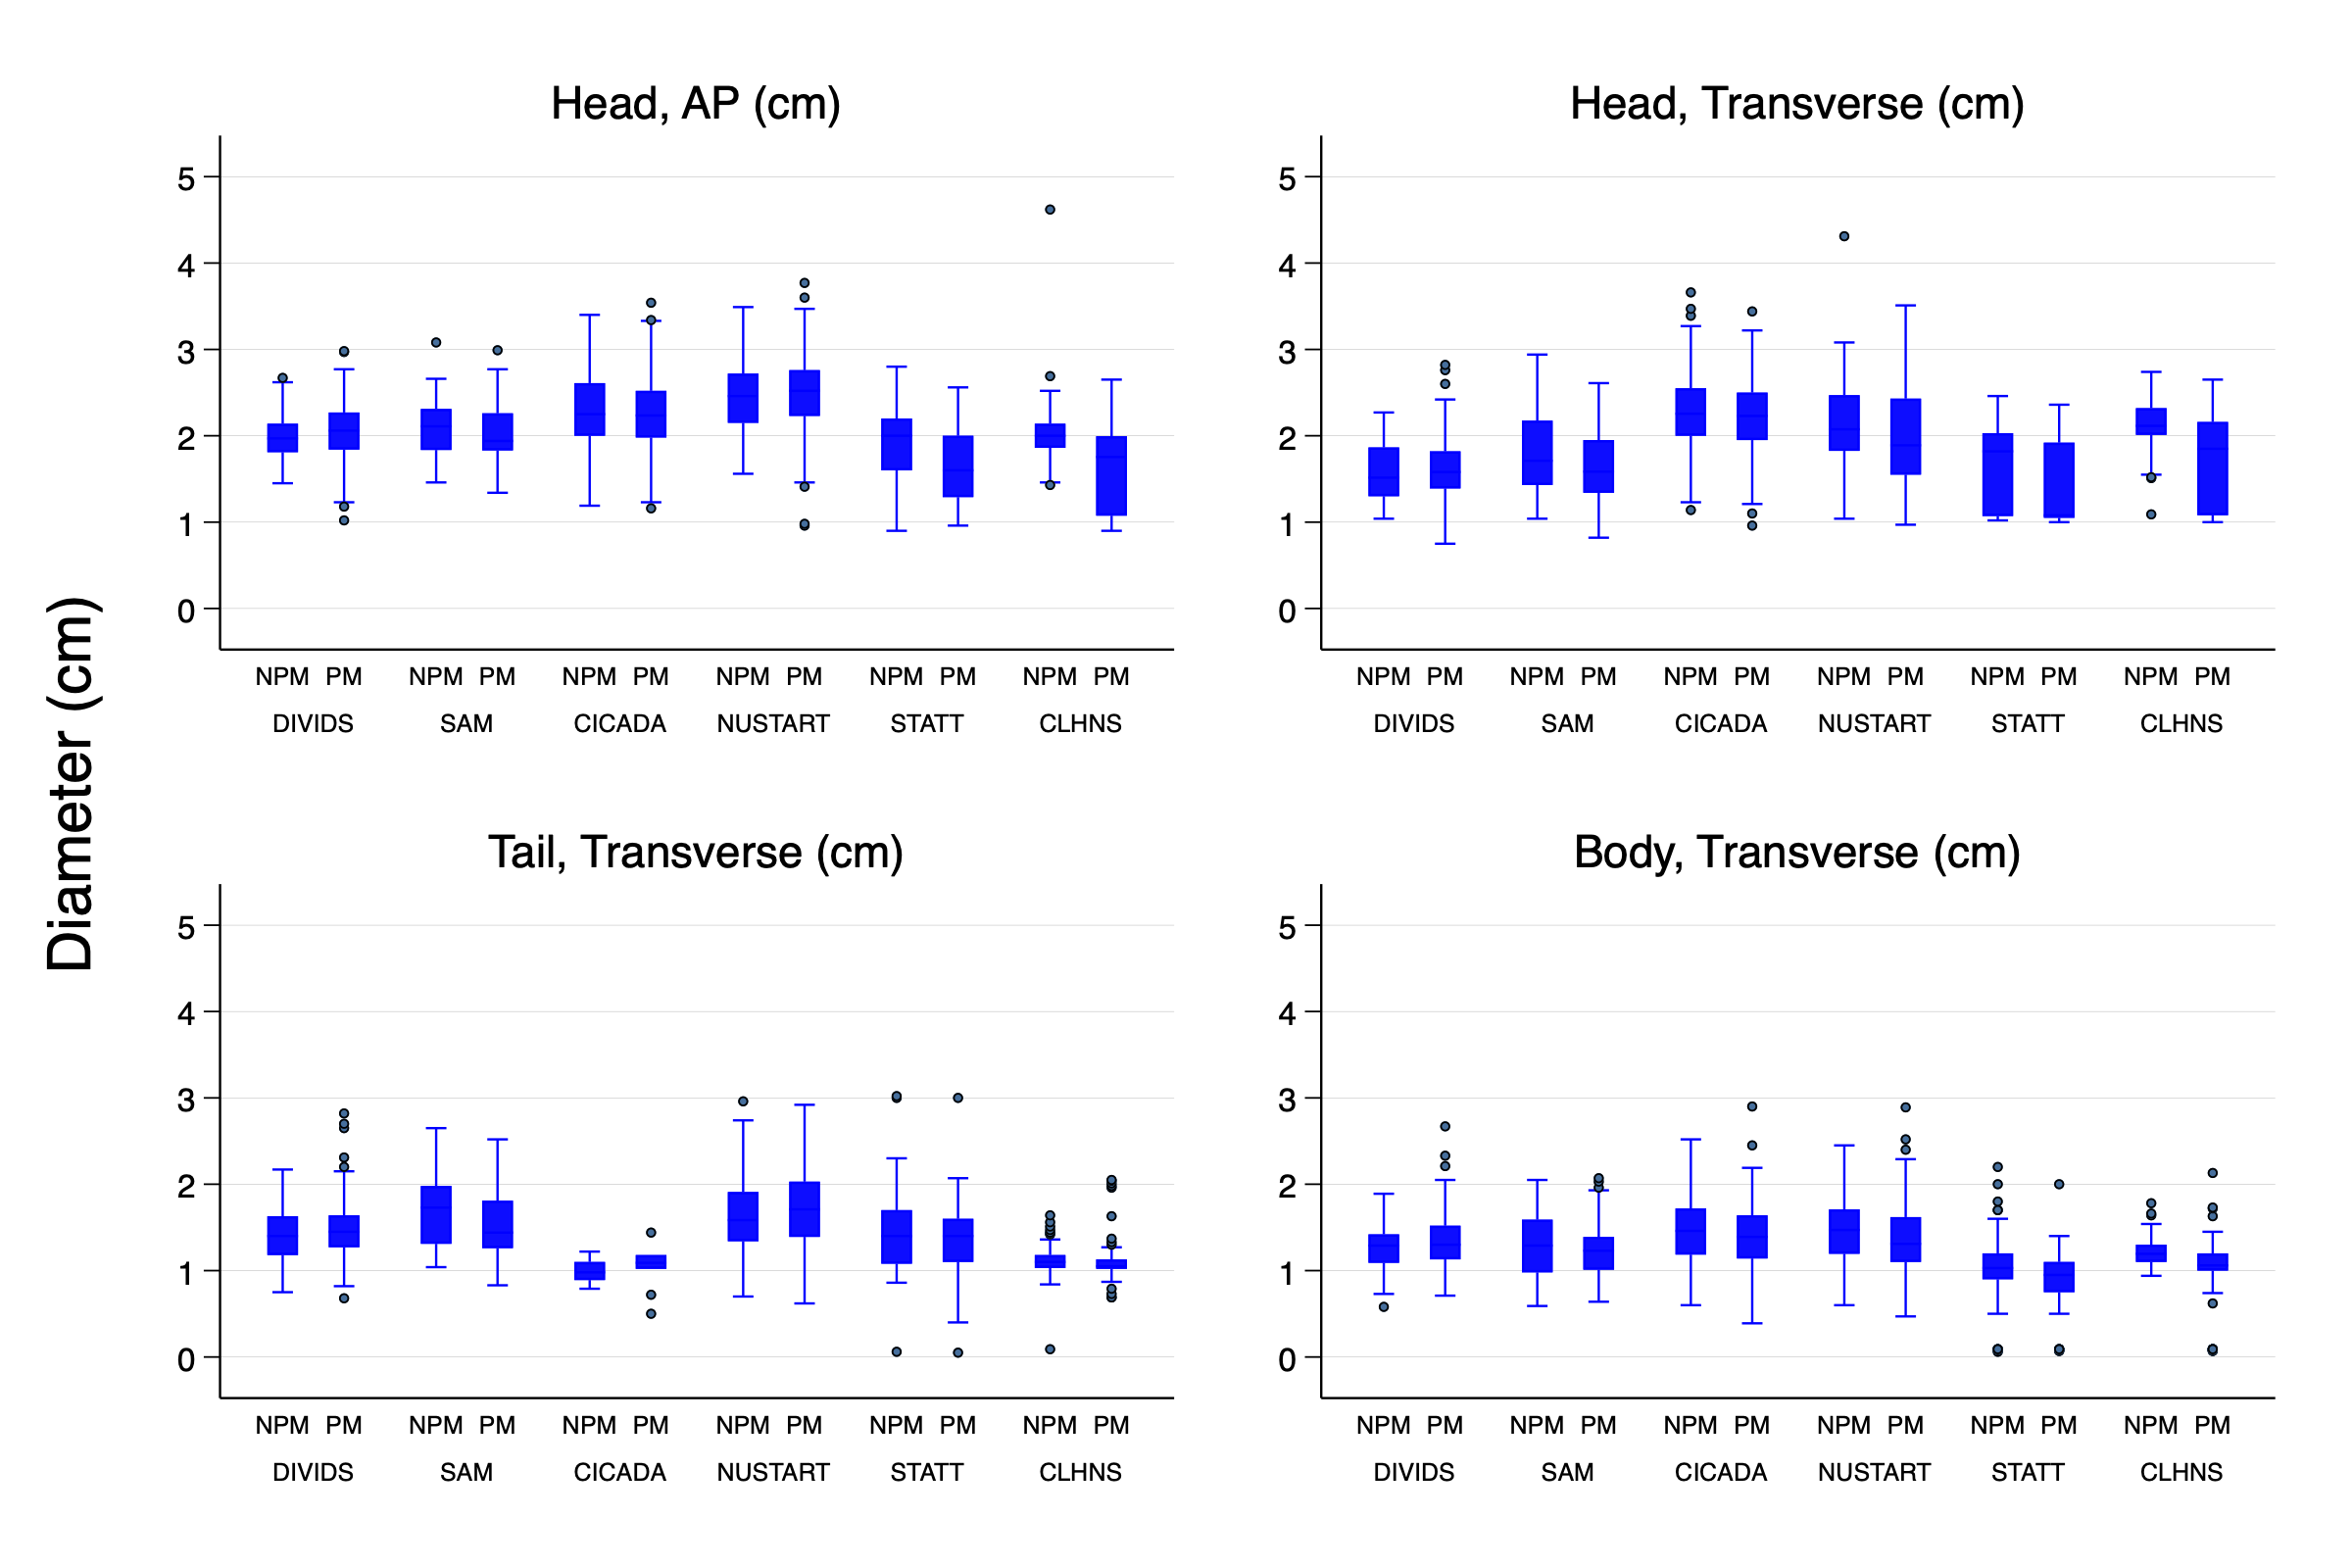 Diameter (cm)
Head, AP (cm)
5
4
3
2
1
0
NPM PM NPM PM NPM PM NPM PM NPM PM NPM PM
DIVIDS SAM CICADA NUSTART STATT CLHNS
Head, Transverse (cm)
5
4
3
2
1
0
NPM PM NPM PM NPM PM NPM PM NPM PM NPM PM
DIVIDS SAM CICADA NUSTART STATT CLHNS
Tail, Transverse (cm)
5
4
3
2
1
0
NPM PM NPM PM NPM PM NPM PM NPM PM NPM PM
DIVIDS SAM CICADA NUSTART STATT CLHNS
Body, Transverse (cm)
5
4
3
2
1
0
NPM PM NPM PM NPM PM NPM PM NPM PM NPM PM
DIVIDS SAM CICADA NUSTART STATT CLHNS